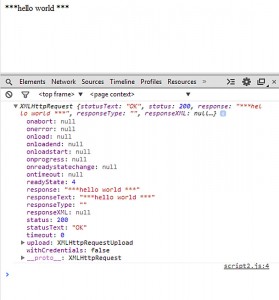 ***hello world ***
Elements Network Sources Timeline »
<top frame> <page context>
XMLHttpRequest {statusText: "OK", status: 200, response: "***hel
lo world ***", responseType: "", responseXML: null…}
onabort: null
onerror: null
onload: null
onloadend: null
onloadstart: null
onprogress: null
onreadystatechange: null
ontimeout: null
readyState: 4
response: "***hello world ***"
responseText: "***hello world ***"
responseType: ""
responseXML: null
status: 200
statusText: "OK"
timeout: 0
upload: XMLHttpRequestUpload
withCredentials: false
__proto__: XMLHttpRequest
script2.js:4